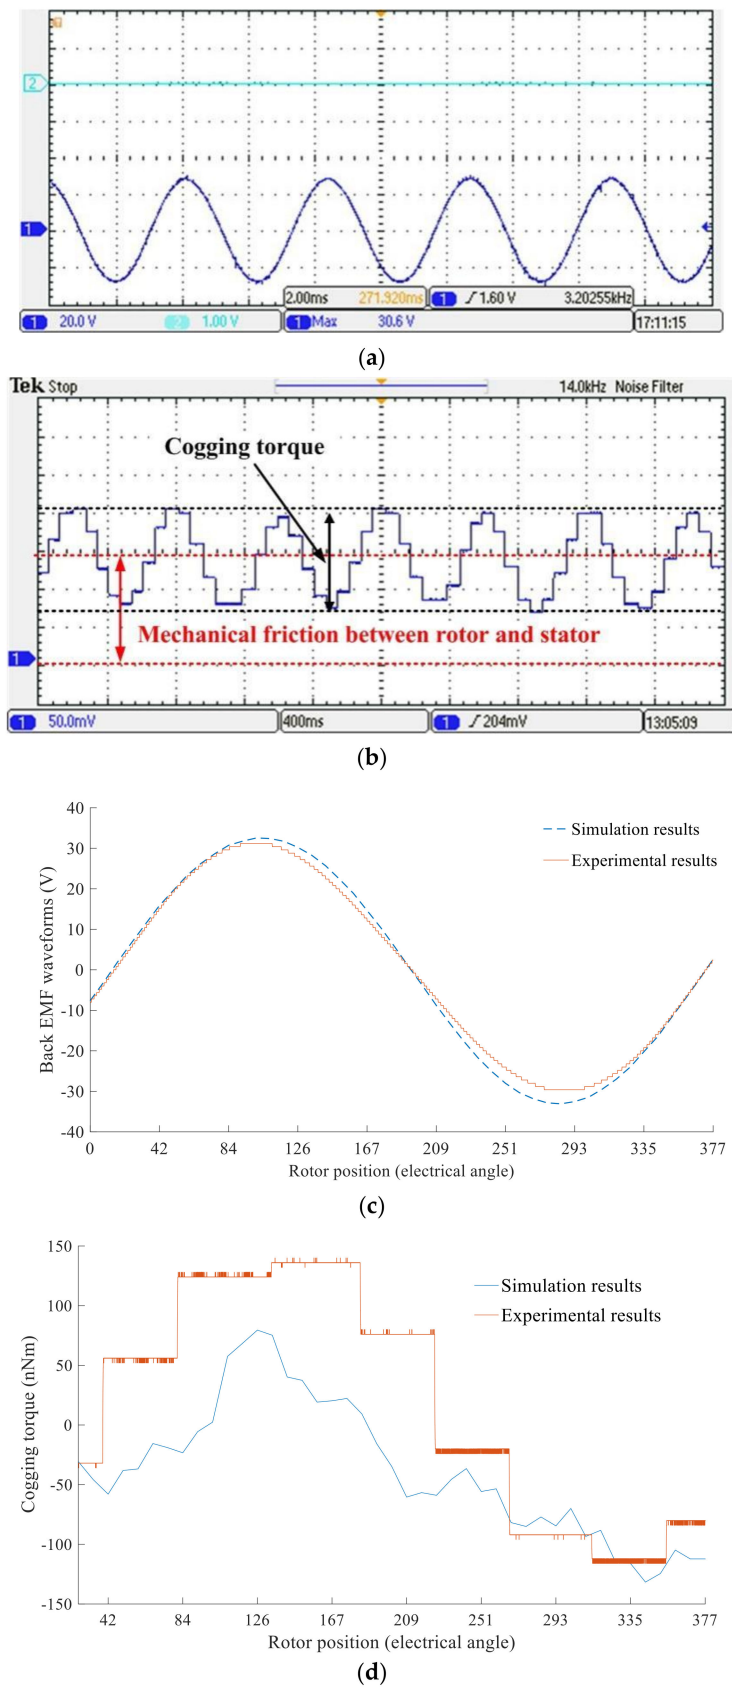 T
2
1
2.00ms 271.920ms 1 1.60 V 3.20255kHz
1 20.0 V 2 1.00 V 1 Max 30.6 V 17:11:15
(a)
Tek Stop 14.0kHz Noise Filter
Cogging torque
Mechanical friction between rotor and stator
1
1 50.0mV 400ms 1 204mV 13:05:09
(b)
40
30
20
10
0
-10
-20
-30
-40
Back EMF waveforms (V)
Simulation results
Experimental results
0 42 84 126 167 209 251 293 335 377
Rotor position (electrical angle)
(c)
150
100
50
0
-50
-100
-150
Cogging torque (nNm)
Simulation results
Experimental results
42 84 126 167 209 251 293 335 377
Rotor position (electrical angle)
(d)